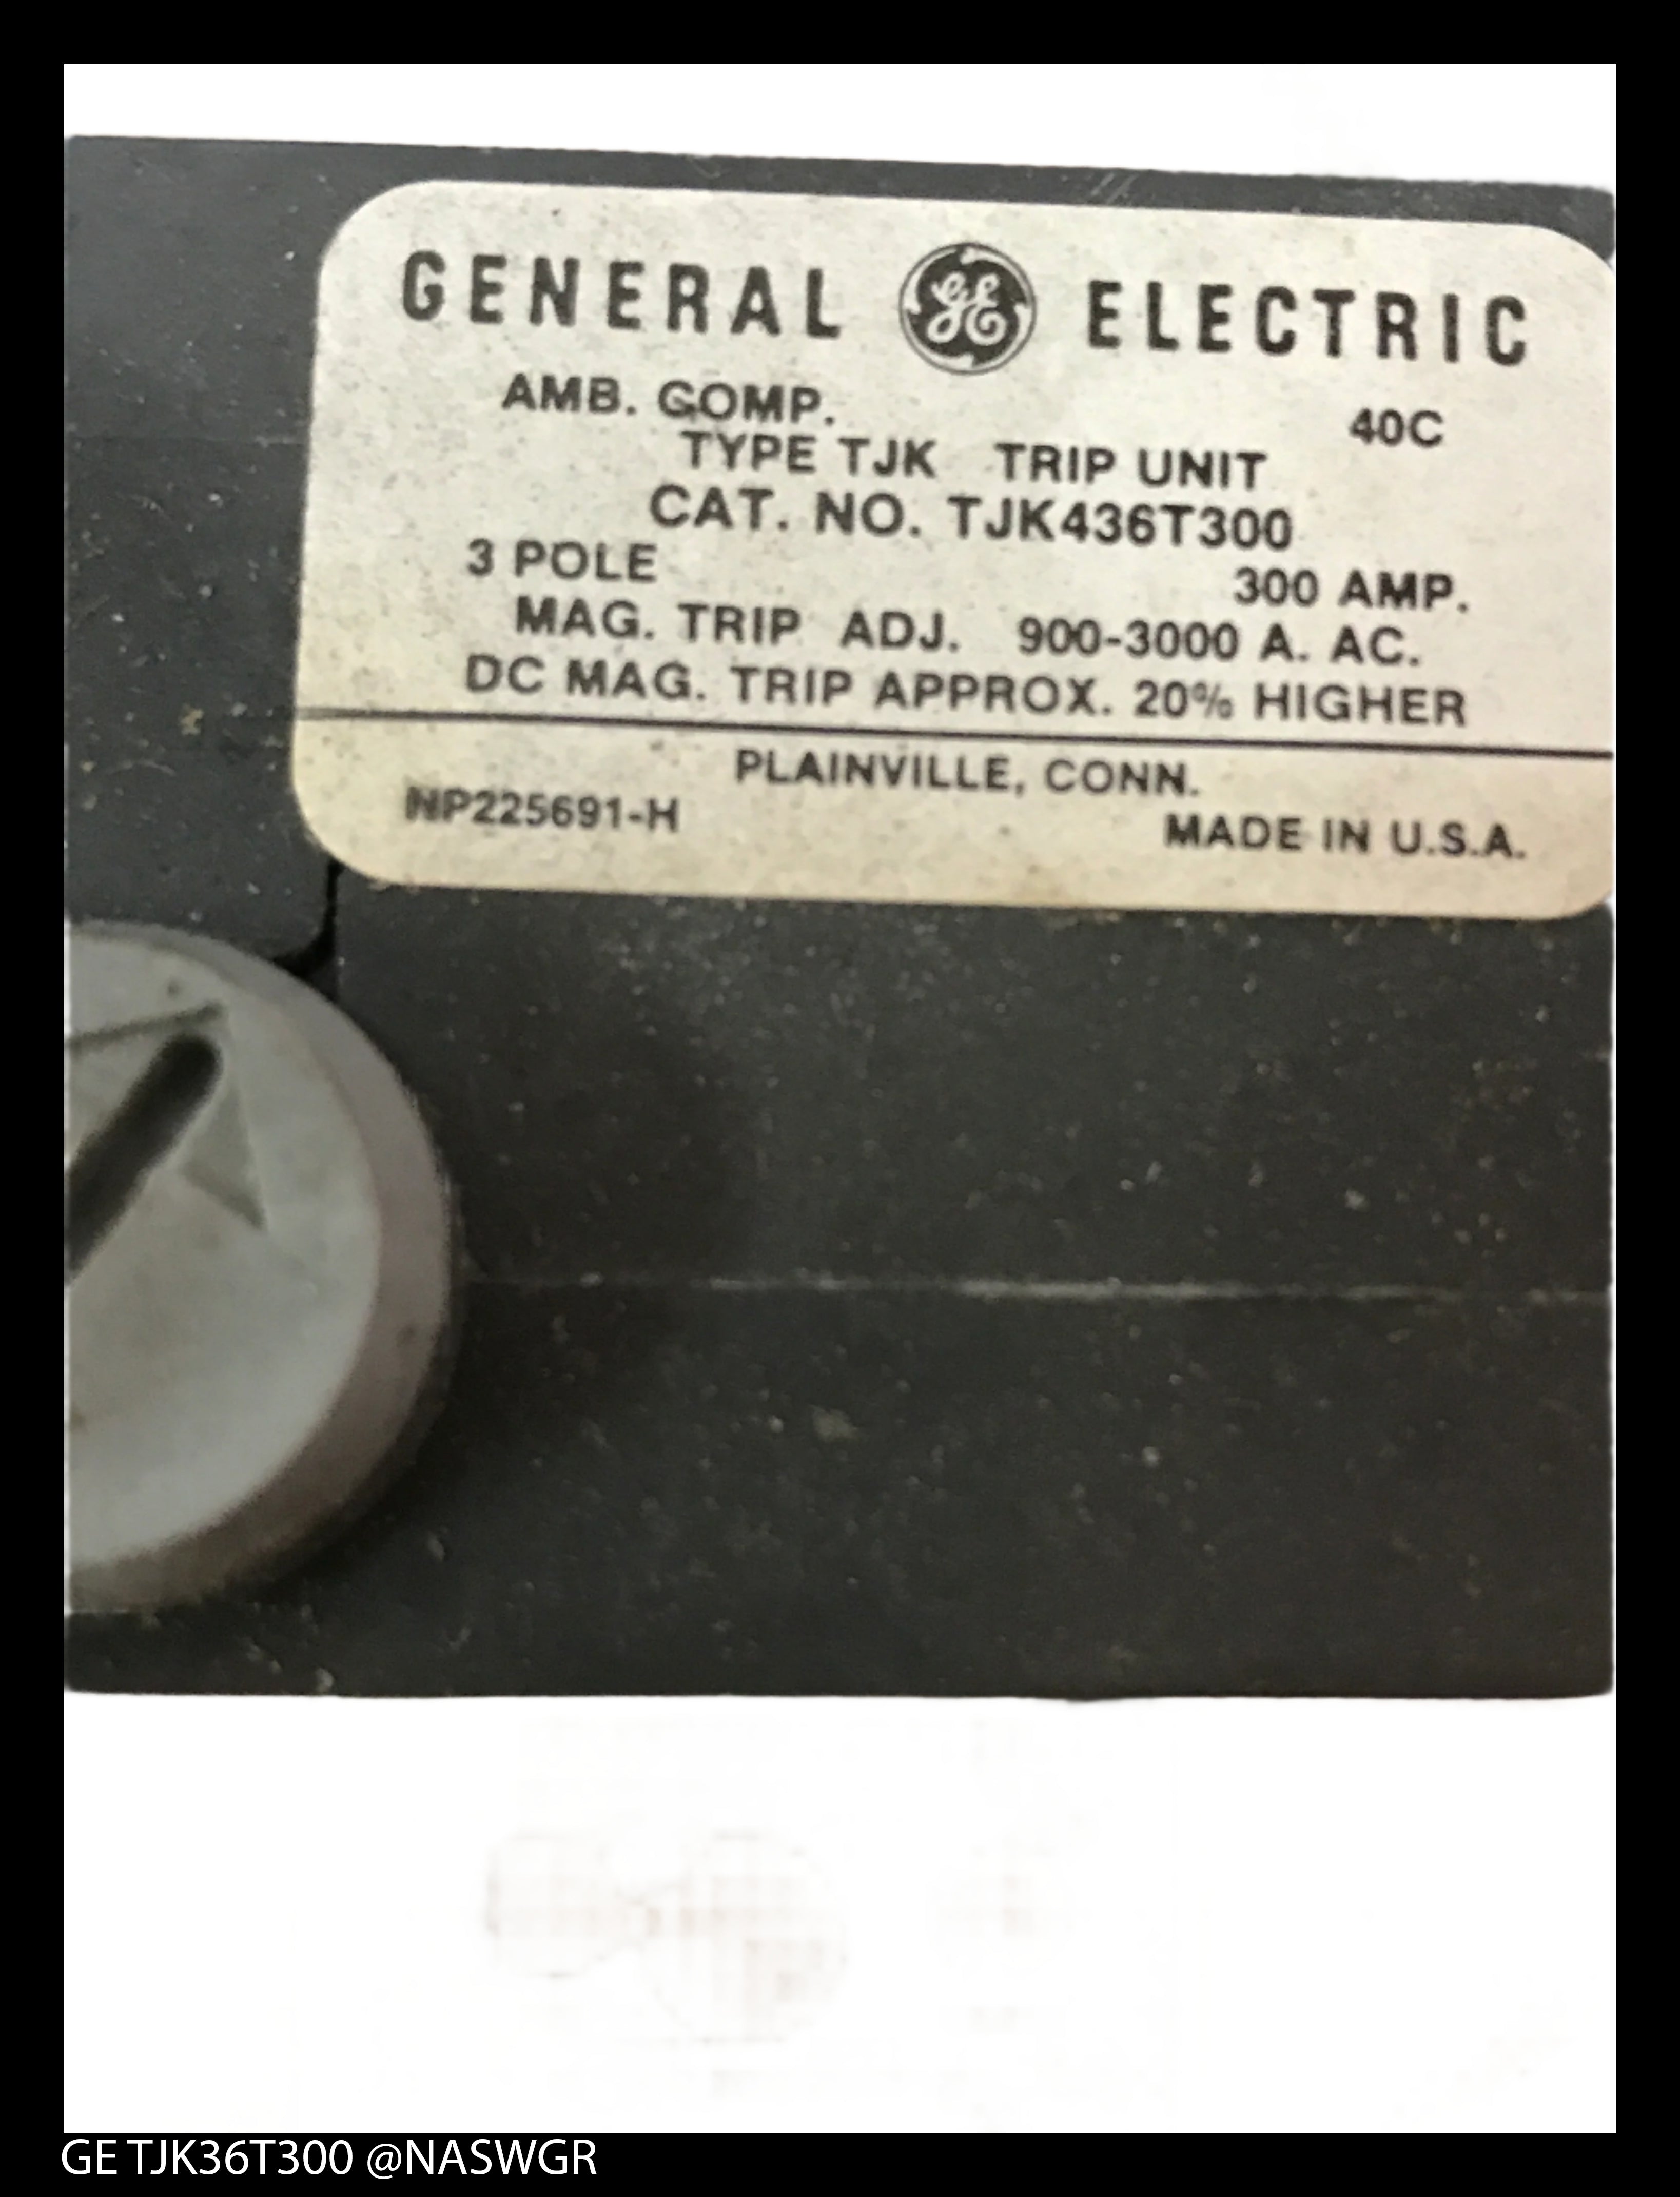 GENERAL GE ELECTRIC
AMB. COMP. 40C
TYPE TJK TRIP UNIT
CAT. NO. TJK436T300
3 POLE 300 AMP.
MAG. TRIP ADJ. 900-3000 A. AC.
DC MAG. TRIP APPROX. 20% HIGHER
PLAINVILLE, CONN.
NP225691-H MADE IN U.S.A.
GE TJK36T300 @NASWGR